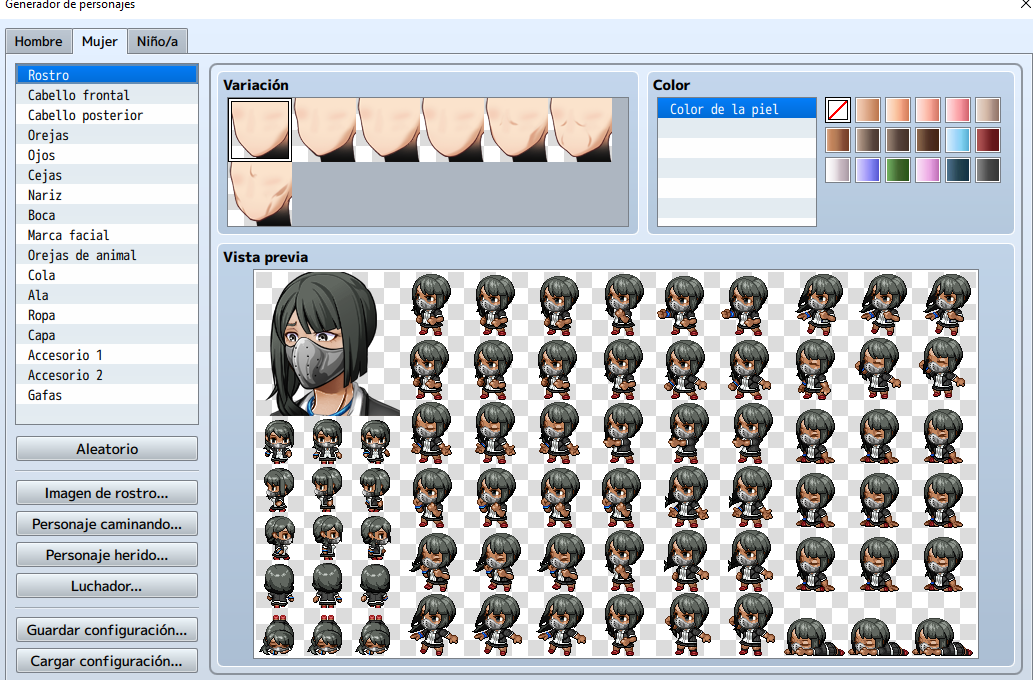 Generador de personajes
Hombre
Mujer
Niño/a
Rostro
Cabello frontal
Cabello posterior
Orejas
Ojos
Cejas
Nariz
Boca
Marca facial
Orejas de animal
Cola
Ala
Ropa
Capa
Accesorio 1
Accesorio 2
Gafas
Aleatorio
Imagen de rostro...
Personaje caminando...
Personaje herido...
Luchador...
Guardar configuración...
Cargar configuración...
Variación
Color
Color de la piel
Vista previa